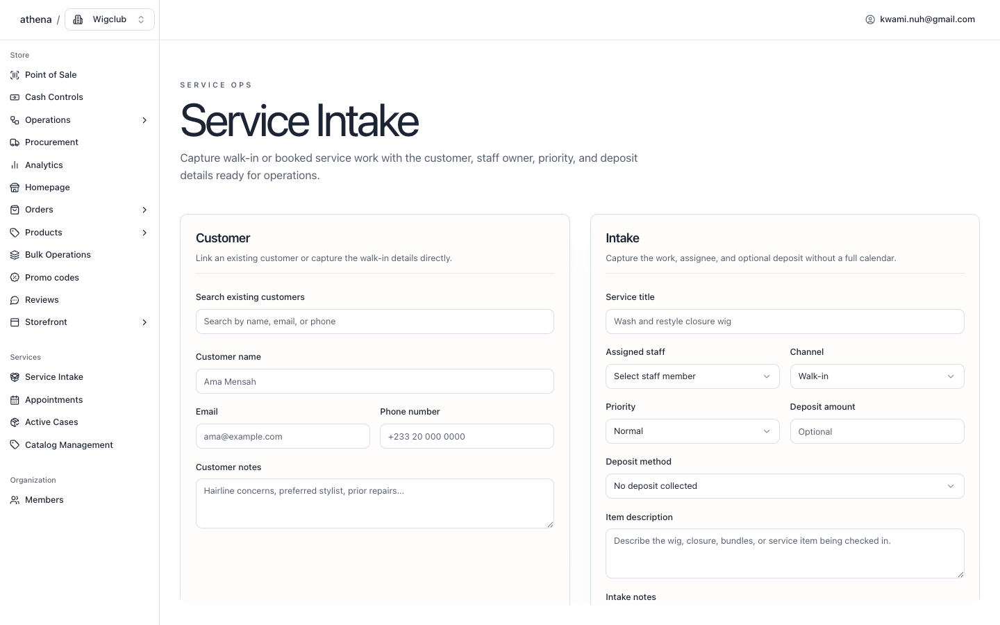 athena / Wigclub
kwami.nuh@gmail.com
Store
Point of Sale
Cash Controls
Operations
Procurement
Analytics
Homepage
Orders
Products
Bulk Operations
Promo codes
Reviews
Storefront
Services
Service Intake
Appointments
Active Cases
Catalog Management
Organization
Members
SERVICE OPS
Service Intake
Capture walk-in or booked service work with the customer, staff owner, priority, and deposit
details ready for operations.
Customer
Link an existing customer or capture the walk-in details directly.
Search existing customers
Search by name, email, or phone
Customer name
Ama Mensah
Email
Phone number
ama@example.com
+233 20 000 0000
Customer notes
Hairline concerns, preferred stylist, prior repairs...
Intake
Capture the work, assignee, and optional deposit without a full calendar.
Service title
Wash and restyle closure wig
Assigned staff
Channel
Select staff member
Walk-in
Priority
Deposit amount
Normal
Optional
Deposit method
No deposit collected
Item description
Describe the wig, closure, bundles, or service item being checked in.
Intake notes